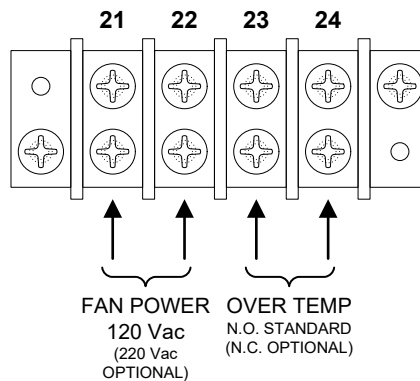 21 22 23 24
FAN POWER
120 Vac
(220 Vac
OPTIONAL)
OVER TEMP
N.O. STANDARD
(N.C. OPTIONAL)